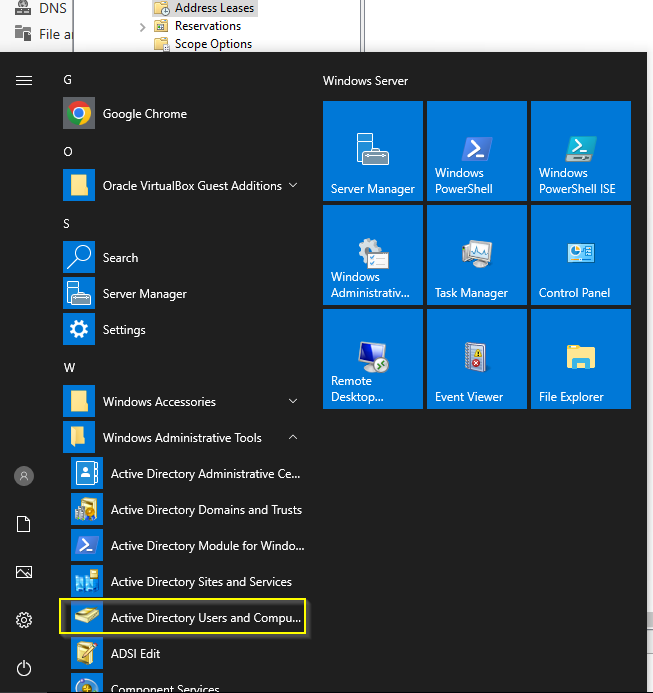 DNS
File ar
Address Leases
Reservations
Scope Options
G
Google Chrome
O
Oracle VirtualBox Guest Additions
S
Search
Server Manager
Settings
W
Windows Accessories
Windows Administrative Tools
Active Directory Administrative Ce...
Active Directory Domains and Trusts
Active Directory Module for Windo...
Active Directory Sites and Services
Active Directory Users and Compu...
ADSI Edit
Component Services
Windows Server
Server Manager
Windows
PowerShell
Windows
PowerShell ISE
Windows
Administrativ...
Task Manager
Control Panel
Remote
Desktop...
Event Viewer
File Explorer